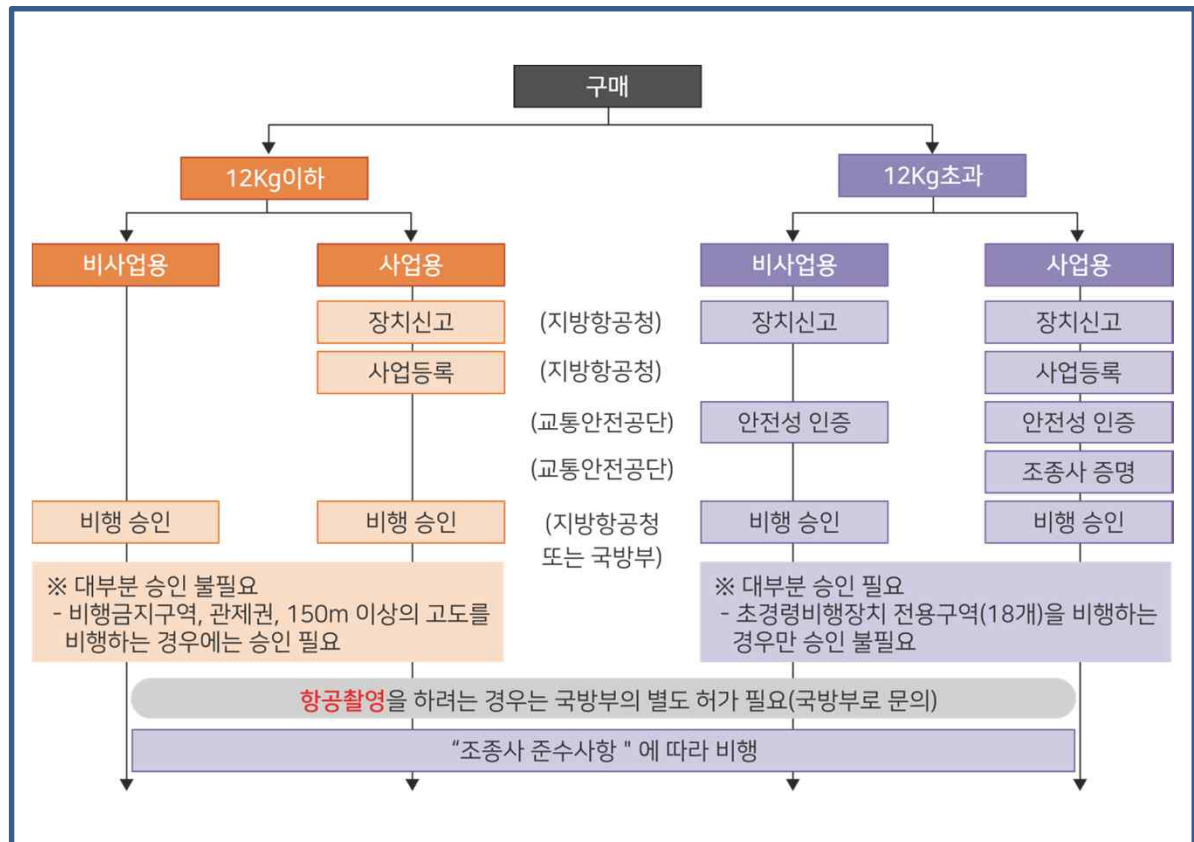 구매
12Kg이하
12Kg초과
비사업용
사업용
비사업용
사업용
장치신고
(지방항공청)
장치신고
장치신고
사업등록
(지방항공청)
사업등록
(교통안전공단)
안전성 인증
안전성 인증
(교통안전공단)
조종사 증명
비행 승인
비행 승인
(지방항공청
또는 국방부)
비행 승인
비행 승인
※ 대부분 승인 불필요
- 비행금지구역, 관제권, 150m 이상의 고도를
비행하는 경우에는 승인 필요
※ 대부분 승인 필요
- 초경령비행장치 전용구역(18개)을 비행하는
경우만 승인 불필요
항공촬영을 하려는 경우는 국방부의 별도 허가 필요(국방부로 문의)
“조종사 준수사항 " 에 따라 비행